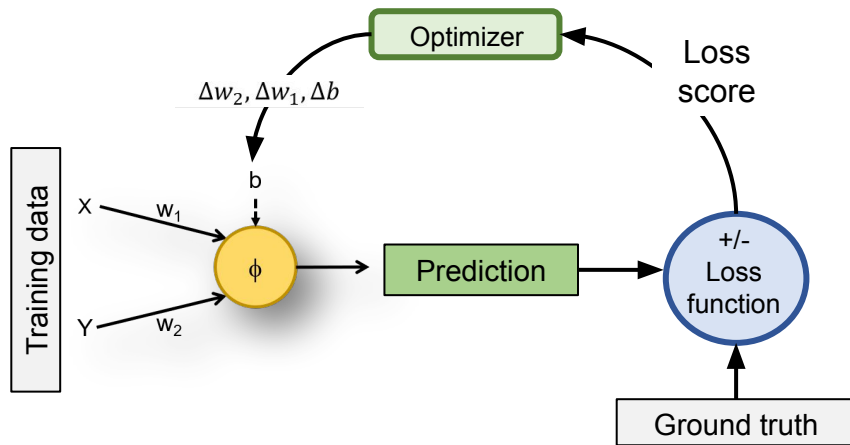 Optimizer
Loss
score
Δw₂, Δw₁, Δb
Training data
b
X
w₁
ϕ
Y
w₂
Prediction
+/-
Loss
function
Ground truth